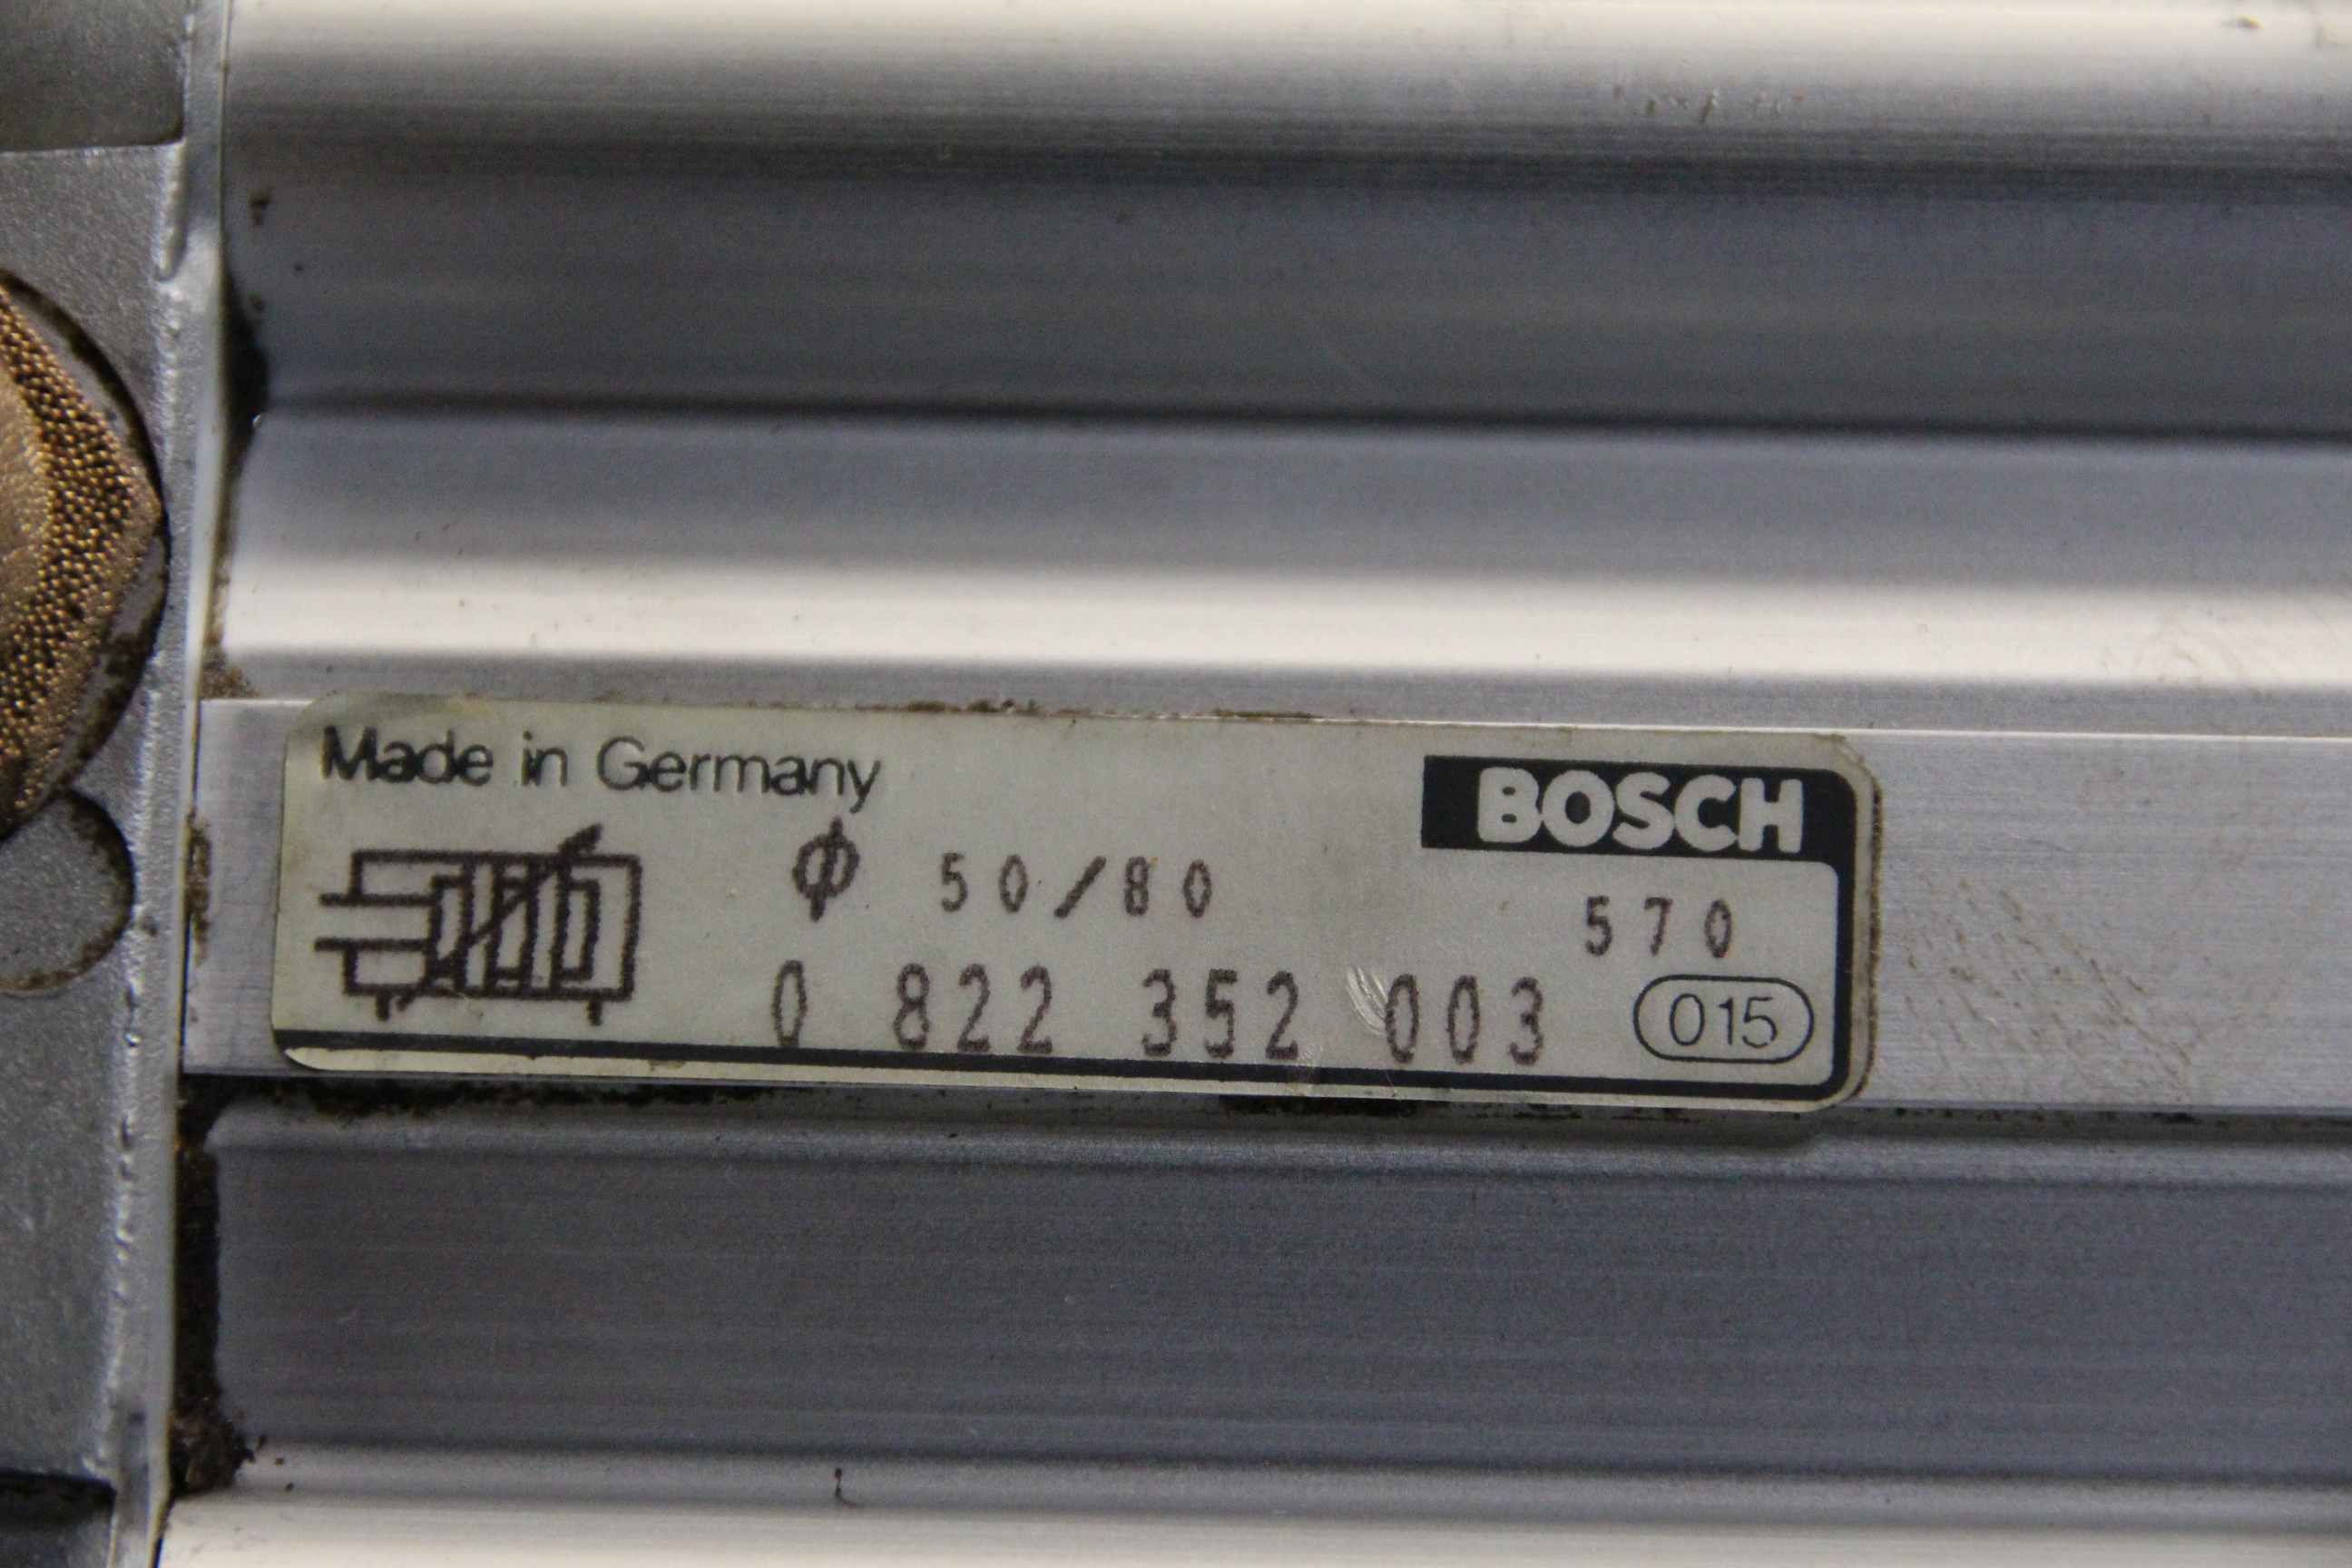 Made in Germany
BOSCH
ϕ 50/80
570
0 822 352 003
015